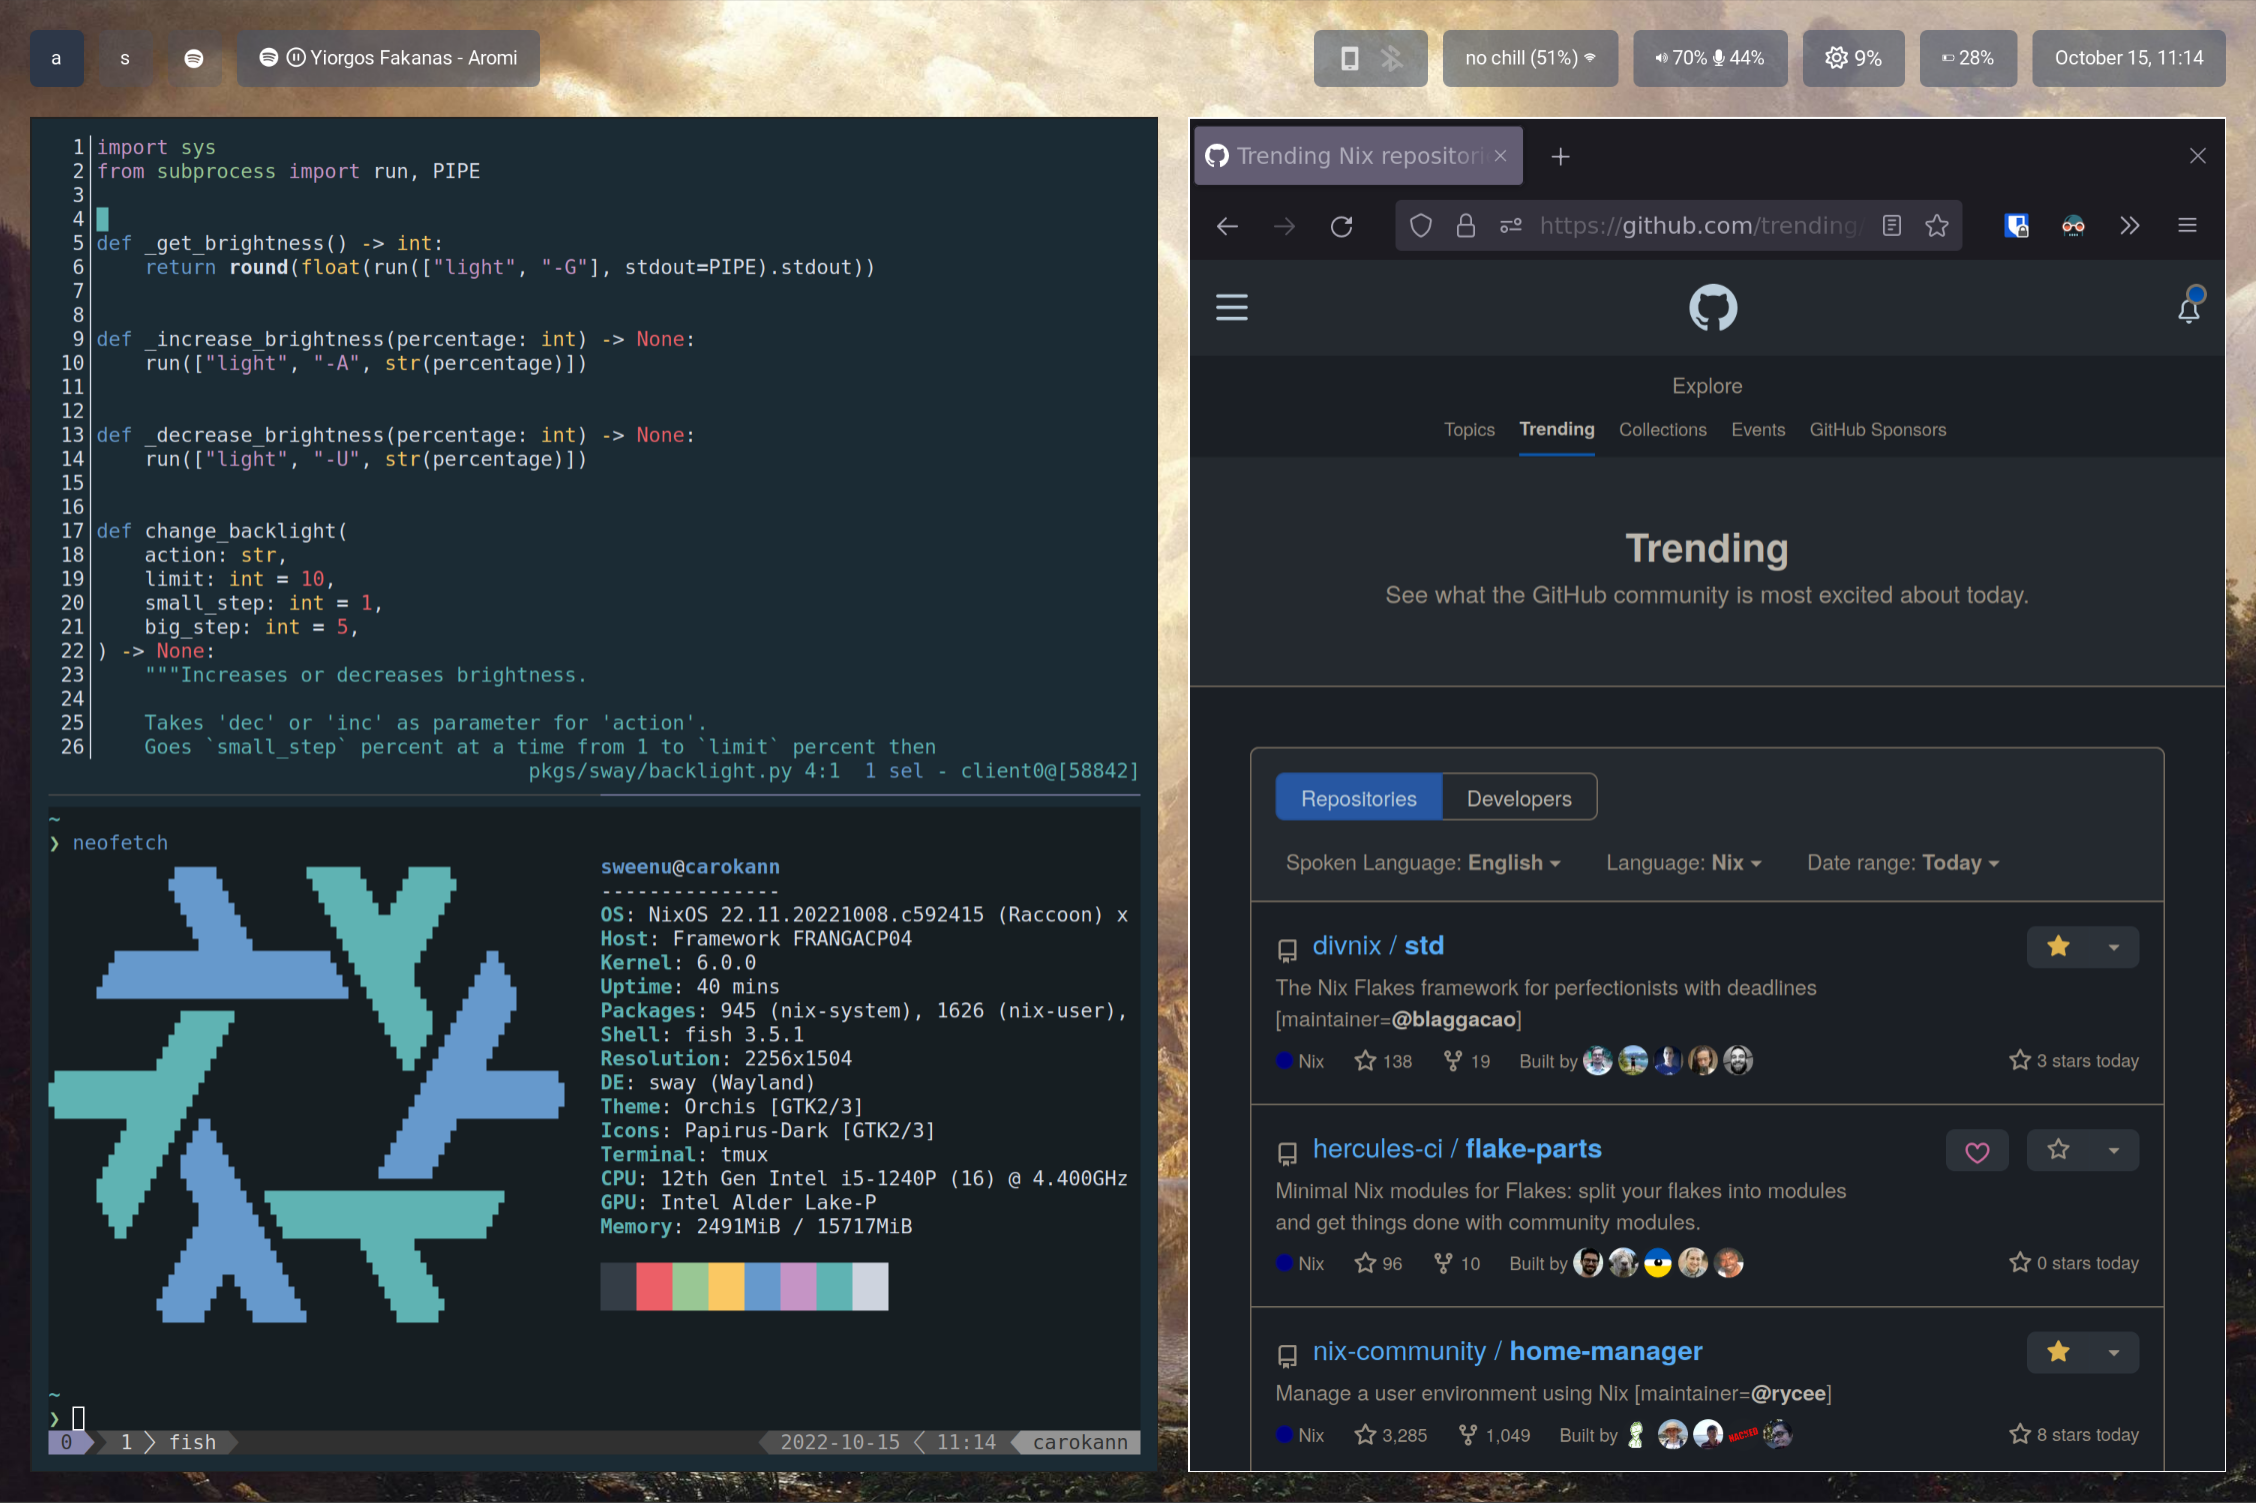 a
s
Yiorgos Fakanas - Aromi
no chill (51%)
70% 44%
9%
28%
October 15, 11:14
1 import sys
2 from subprocess import run, PIPE
3
4
5 def _get_brightness() -> int:
6     return round(float(run(["light", "-G"], stdout=PIPE).stdout))
7
8
9 def _increase_brightness(percentage: int) -> None:
10     run(["light", "-A", str(percentage)])
11
12
13 def _decrease_brightness(percentage: int) -> None:
14     run(["light", "-U", str(percentage)])
15
16
17 def change_backlight(
18     action: str,
19     limit: int = 10,
20     small_step: int = 1,
21     big_step: int = 5,
22 ) -> None:
23     """Increases or decreases brightness.
24
25     Takes 'dec' or 'inc' as parameter for 'action'.
26     Goes `small_step` percent at a time from 1 to `limit` percent then
pkgs/sway/backlight.py 4:1  1 sel - client0@[58842]
~
❯ neofetch
sweenu@carokann
---------------
OS: NixOS 22.11.20221008.c592415 (Raccoon) x
Host: Framework FRANGACP04
Kernel: 6.0.0
Uptime: 40 mins
Packages: 945 (nix-system), 1626 (nix-user),
Shell: fish 3.5.1
Resolution: 2256x1504
DE: sway (Wayland)
Theme: Orchis [GTK2/3]
Icons: Papirus-Dark [GTK2/3]
Terminal: tmux
CPU: 12th Gen Intel i5-1240P (16) @ 4.400GHz
GPU: Intel Alder Lake-P
Memory: 2491MiB / 15717MiB
~
❯
0 1 fish 2022-10-15 11:14 carokann
Trending Nix repositori
https://github.com/trending/
Explore
Topics Trending Collections Events GitHub Sponsors
Trending
See what the GitHub community is most excited about today.
Repositories Developers
Spoken Language: English Language: Nix Date range: Today
divnix / std
The Nix Flakes framework for perfectionists with deadlines
[maintainer=@blaggacao]
Nix 138 19 Built by 3 stars today
hercules-ci / flake-parts
Minimal Nix modules for Flakes: split your flakes into modules
and get things done with community modules.
Nix 96 10 Built by 0 stars today
nix-community / home-manager
Manage a user environment using Nix [maintainer=@rycee]
Nix 3,285 1,049 Built by 8 stars today